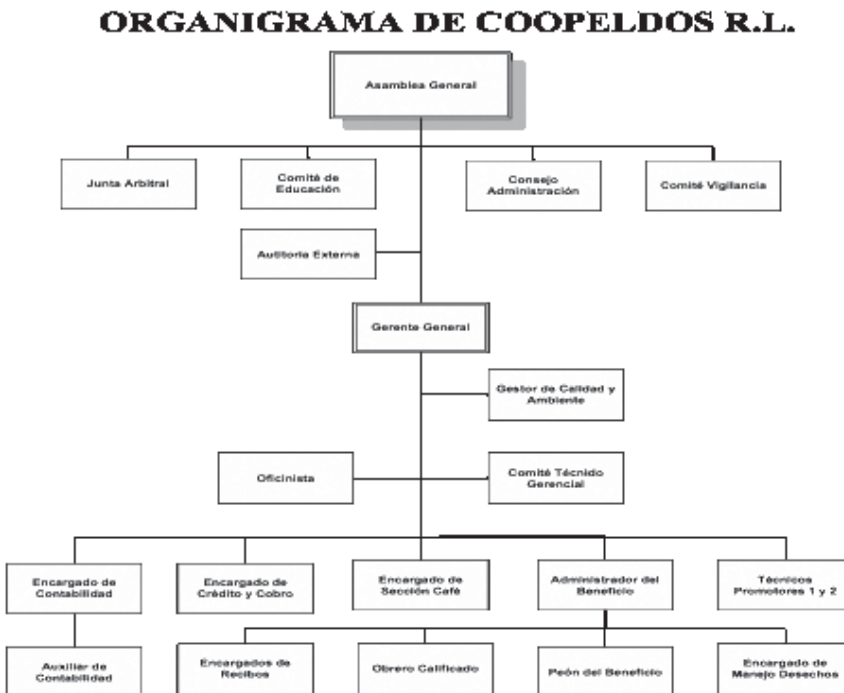 ORGANIGRAMA DE COOPELDOS R.L.
Asamblea General
Junta Arbitral
Comité de
Educación
Consejo
Administración
Comité Vigilancia
Autitoria Externa
Gerente General
Gestor de Calidad y
Ambiente
Oficinista
Comité Técnido
Gerencial
Encargado de
Contabilidad
Encargado de
Crédito y Cobro
Encargado de
Sección Café
Administrador del
Beneficio
Técnicos
Promotores 1 y 2
Auxiliar de
Contabilidad
Encargados de
Recibos
Obrero Calificado
Peón del Beneficio
Encargado de
Manejo Desechos